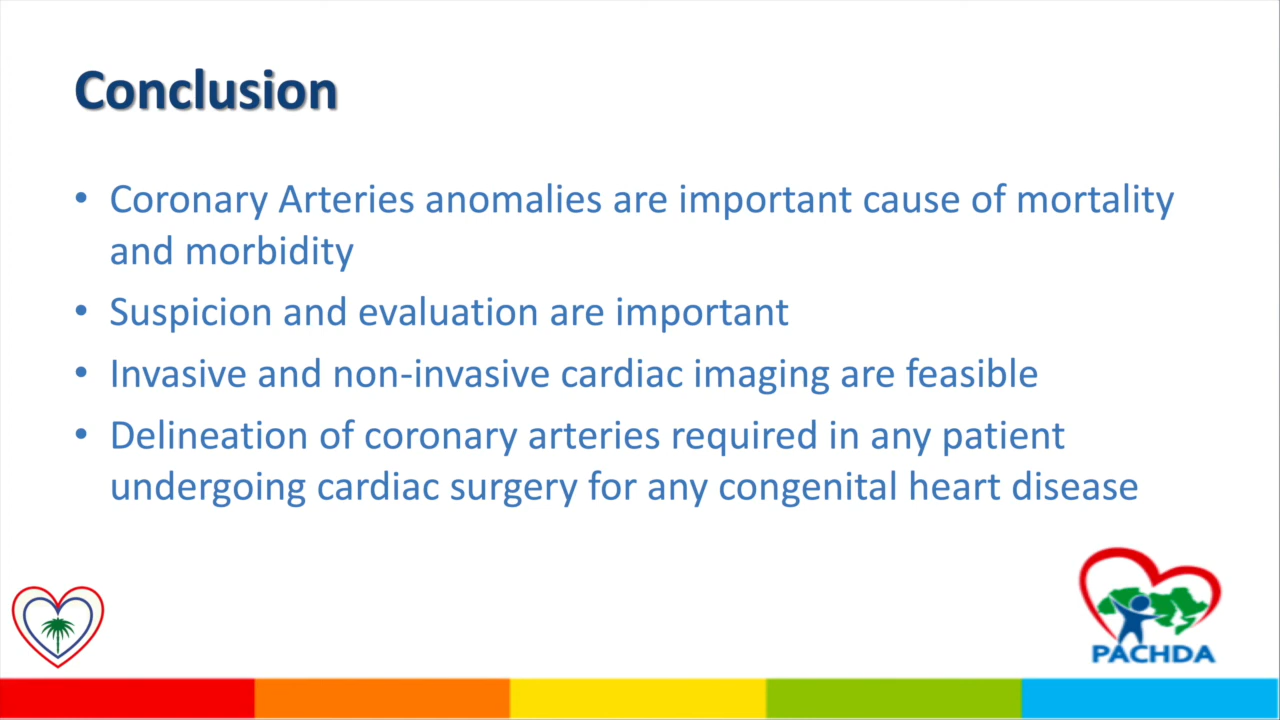 Conclusion
• Coronary Arteries anomalies are important cause of mortality
and morbidity
• Suspicion and evaluation are important
• Invasive and non-invasive cardiac imaging are feasible
• Delineation of coronary arteries required in any patient
undergoing cardiac surgery for any congenital heart disease
PACHDA